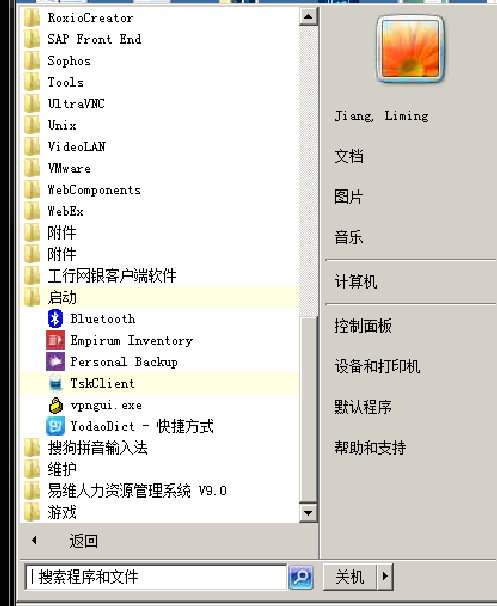 RoxioCreator
SAP Front End
Sophos
Tools
UltraVNC
Unix
VideoLAN
VMware
WebComponents
WebEx
附件
附件
工行网银客户端软件
启动
Bluetooth
Empirum Inventory
Personal Backup
TskClient
vpngui.exe
YodaoDict - 快捷方式
搜狗拼音输入法
维护
易维人力资源管理系统 V9.0
游戏
返回
搜索程序和文件
Jiang, Liming
文档
图片
音乐
计算机
控制面板
设备和打印机
默认程序
帮助和支持
关机